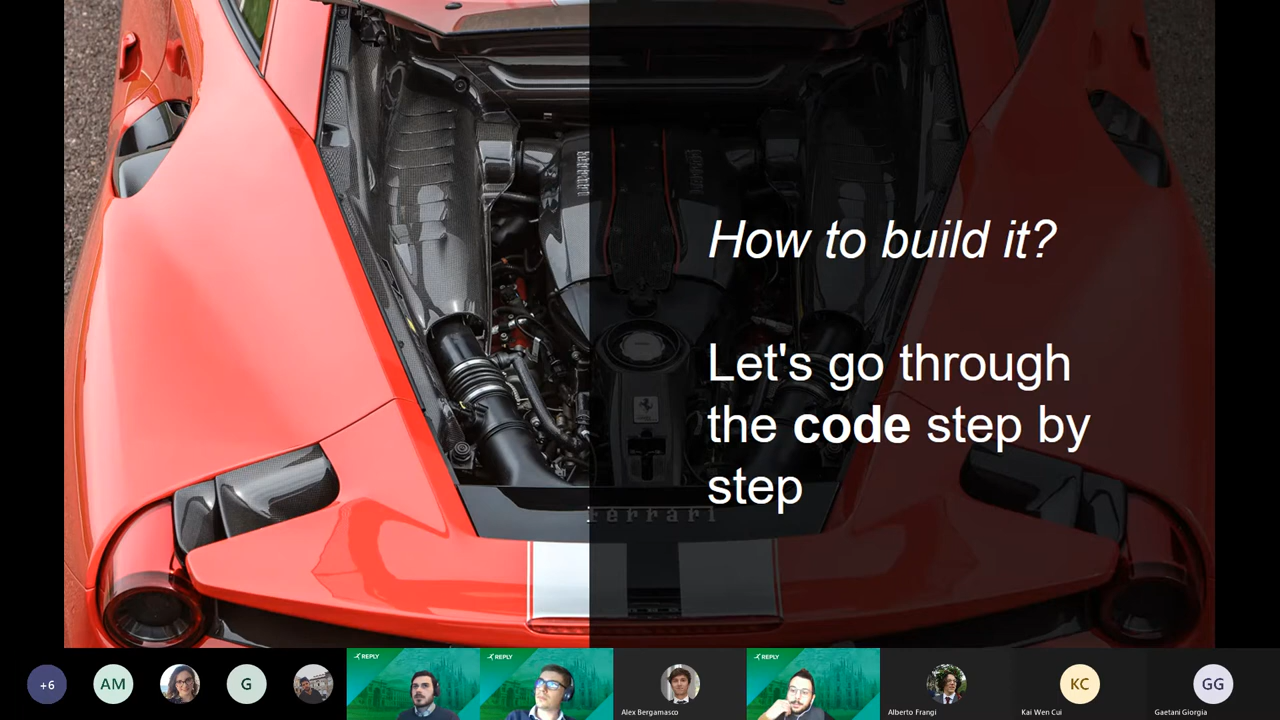 How to build it?
Let's go through
the code step by
step
ferrari
+6
AM
G
REPLY
REPLY
Alex Bergamasco
REPLY
Alberto Frangi
KC
Kai Wen Cui
GG
Gaetani Giorgia